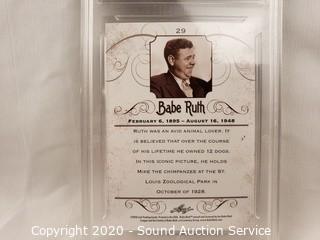 29
Babe Ruth
February 6, 1895 – August 16, 1948
Ruth was an avid animal lover. It
is believed that over the course
of his lifetime he owned 12 dogs.
In this iconic picture, he holds
Mike the chimpanzee at the St.
Louis Zoological Park in
October of 1928.
Leaf
Copyright 2020 - Sound Auction Service